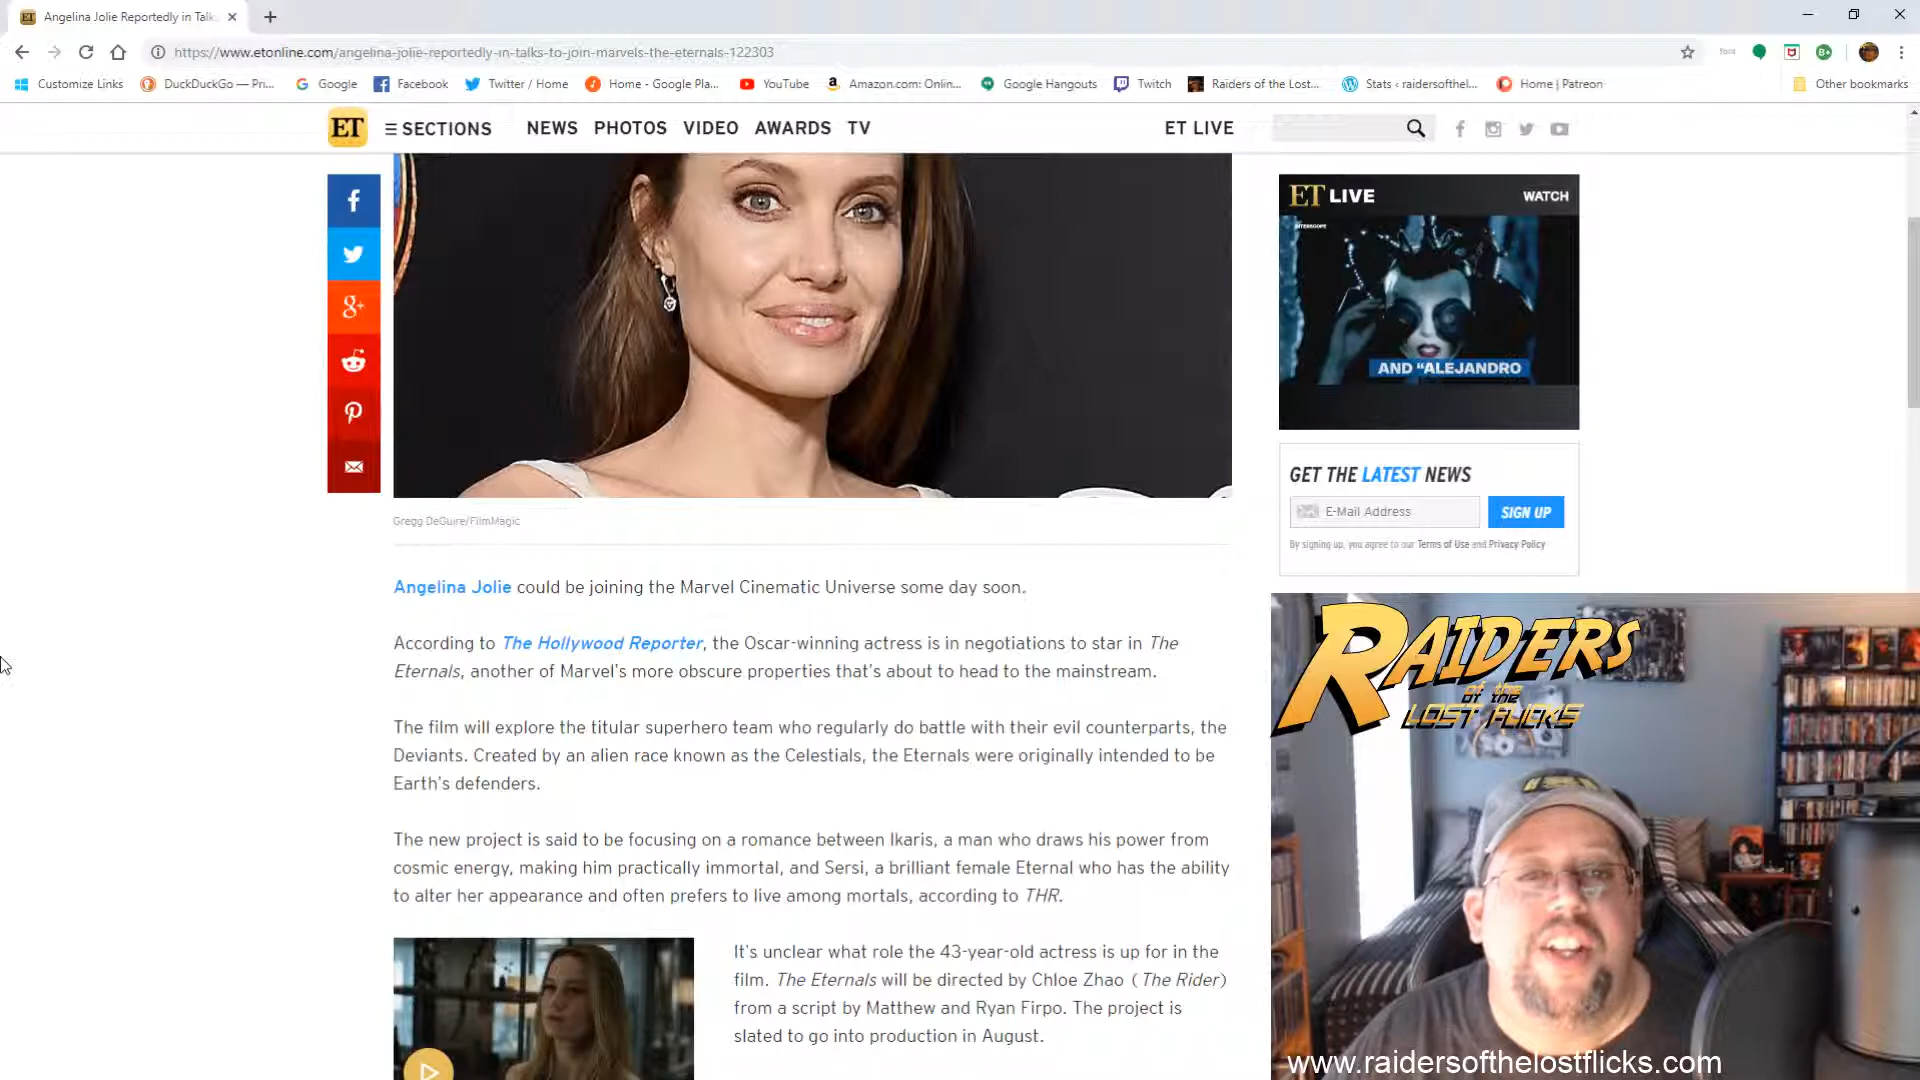 Angelina Jolie Reportedly in Talk
https://www.etonline.com/angelina-jolie-reportedly-in-talks-to-join-marvels-the-eternals-122303
Customize Links
DuckDuckGo — Pri...
Google
Facebook
Twitter / Home
Home - Google Pla...
YouTube
Amazon.com: Onlin...
Google Hangouts
Twitch
Raiders of the Lost...
Stats ‹ raidersofthel...
Home | Patreon
Other bookmarks
ET
SECTIONS
NEWS
PHOTOS
VIDEO
AWARDS
TV
ET LIVE
ET LIVE
WATCH
INTERSCOPE
AND “ALEJANDRO
Gregg DeGuire/FilmMagic
GET THE LATEST NEWS
E-Mail Address
SIGN UP
By signing up, you agree to our Terms of Use and Privacy Policy
Angelina Jolie could be joining the Marvel Cinematic Universe some day soon.
According to The Hollywood Reporter, the Oscar-winning actress is in negotiations to star in The
Eternals, another of Marvel's more obscure properties that's about to head to the mainstream.
The film will explore the titular superhero team who regularly do battle with their evil counterparts, the
Deviants. Created by an alien race known as the Celestials, the Eternals were originally intended to be
Earth's defenders.
The new project is said to be focusing on a romance between Ikaris, a man who draws his power from
cosmic energy, making him practically immortal, and Sersi, a brilliant female Eternal who has the ability
to alter her appearance and often prefers to live among mortals, according to THR.
It's unclear what role the 43-year-old actress is up for in the
film. The Eternals will be directed by Chloe Zhao ( The Rider)
from a script by Matthew and Ryan Firpo. The project is
slated to go into production in August.
RAIDERS
of the
LOST FLICKS
www.raidersofthelostflicks.com